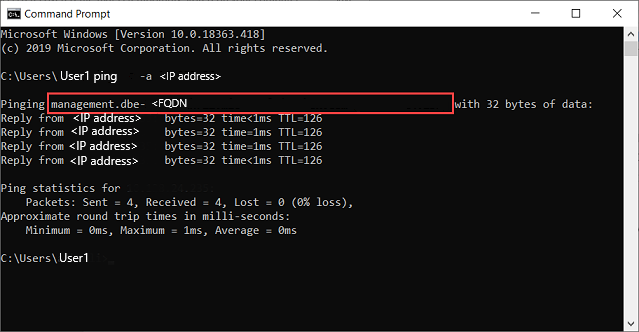 Command Prompt
Microsoft Windows [Version 10.0.18363.418]
(c) 2019 Microsoft Corporation. All rights reserved.
C:\Users\ User1 ping -a <IP address>
Pinging management.dbe- <FQDN with 32 bytes of data:
Reply from <IP address> bytes=32 time<1ms TTL=126
Reply from <IP address> bytes=32 time=1ms TTL=126
Reply from <IP address> bytes=32 time=1ms TTL=126
Reply from <IP address> bytes=32 time<1ms TTL=126
Ping statistics for
Packets: Sent = 4, Received = 4, Lost = 0 (0% loss),
Approximate round trip times in milli-seconds:
Minimum = 0ms, Maximum = 1ms, Average = 0ms
C:\Users\ User1